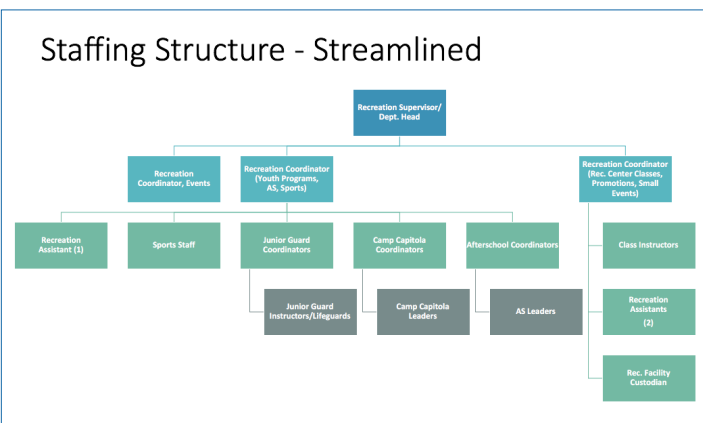 Staffing Structure - Streamlined
Recreation Supervisor/
Dept. Head
Recreation
Coordinator, Events
Recreation Coordinator
(Youth Programs,
AS, Sports)
Recreation Coordinator
(Rec. Center Classes,
Promotions, Small
Events)
Recreation
Assistant (1)
Sports Staff
Junior Guard
Coordinators
Camp Capitola
Coordinators
Afterschool Coordinators
Class Instructors
Junior Guard
Instructors/Lifeguards
Camp Capitola
Leaders
AS Leaders
Recreation
Assistants
(2)
Rec. Facility
Custodian